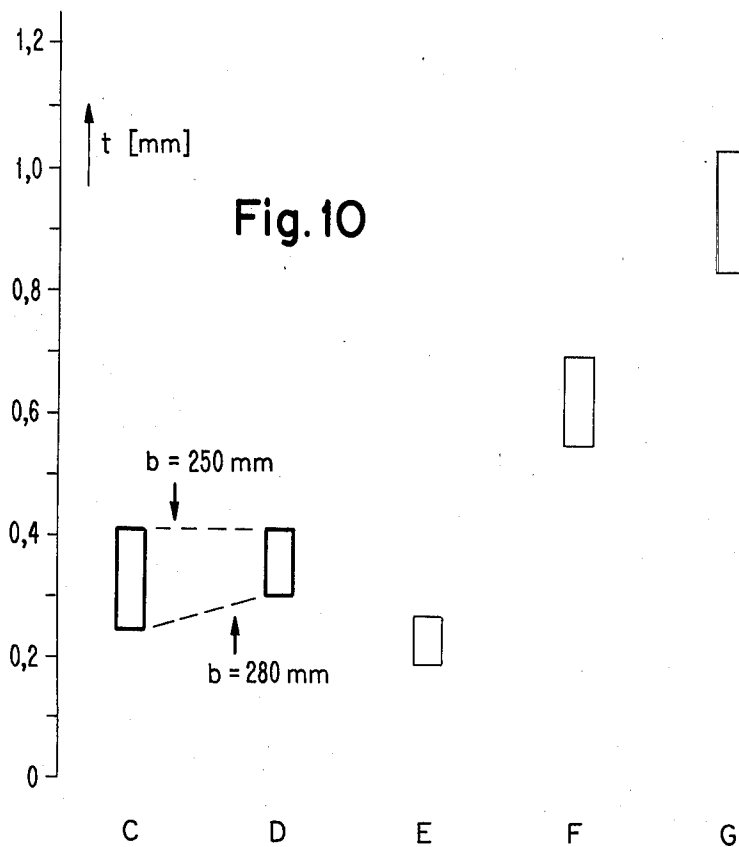 1,2
t [mm]
1,0
Fig. 10
0,8
0,6
b = 250 mm
0,4
0,2
b = 280 mm
0
C D E F G